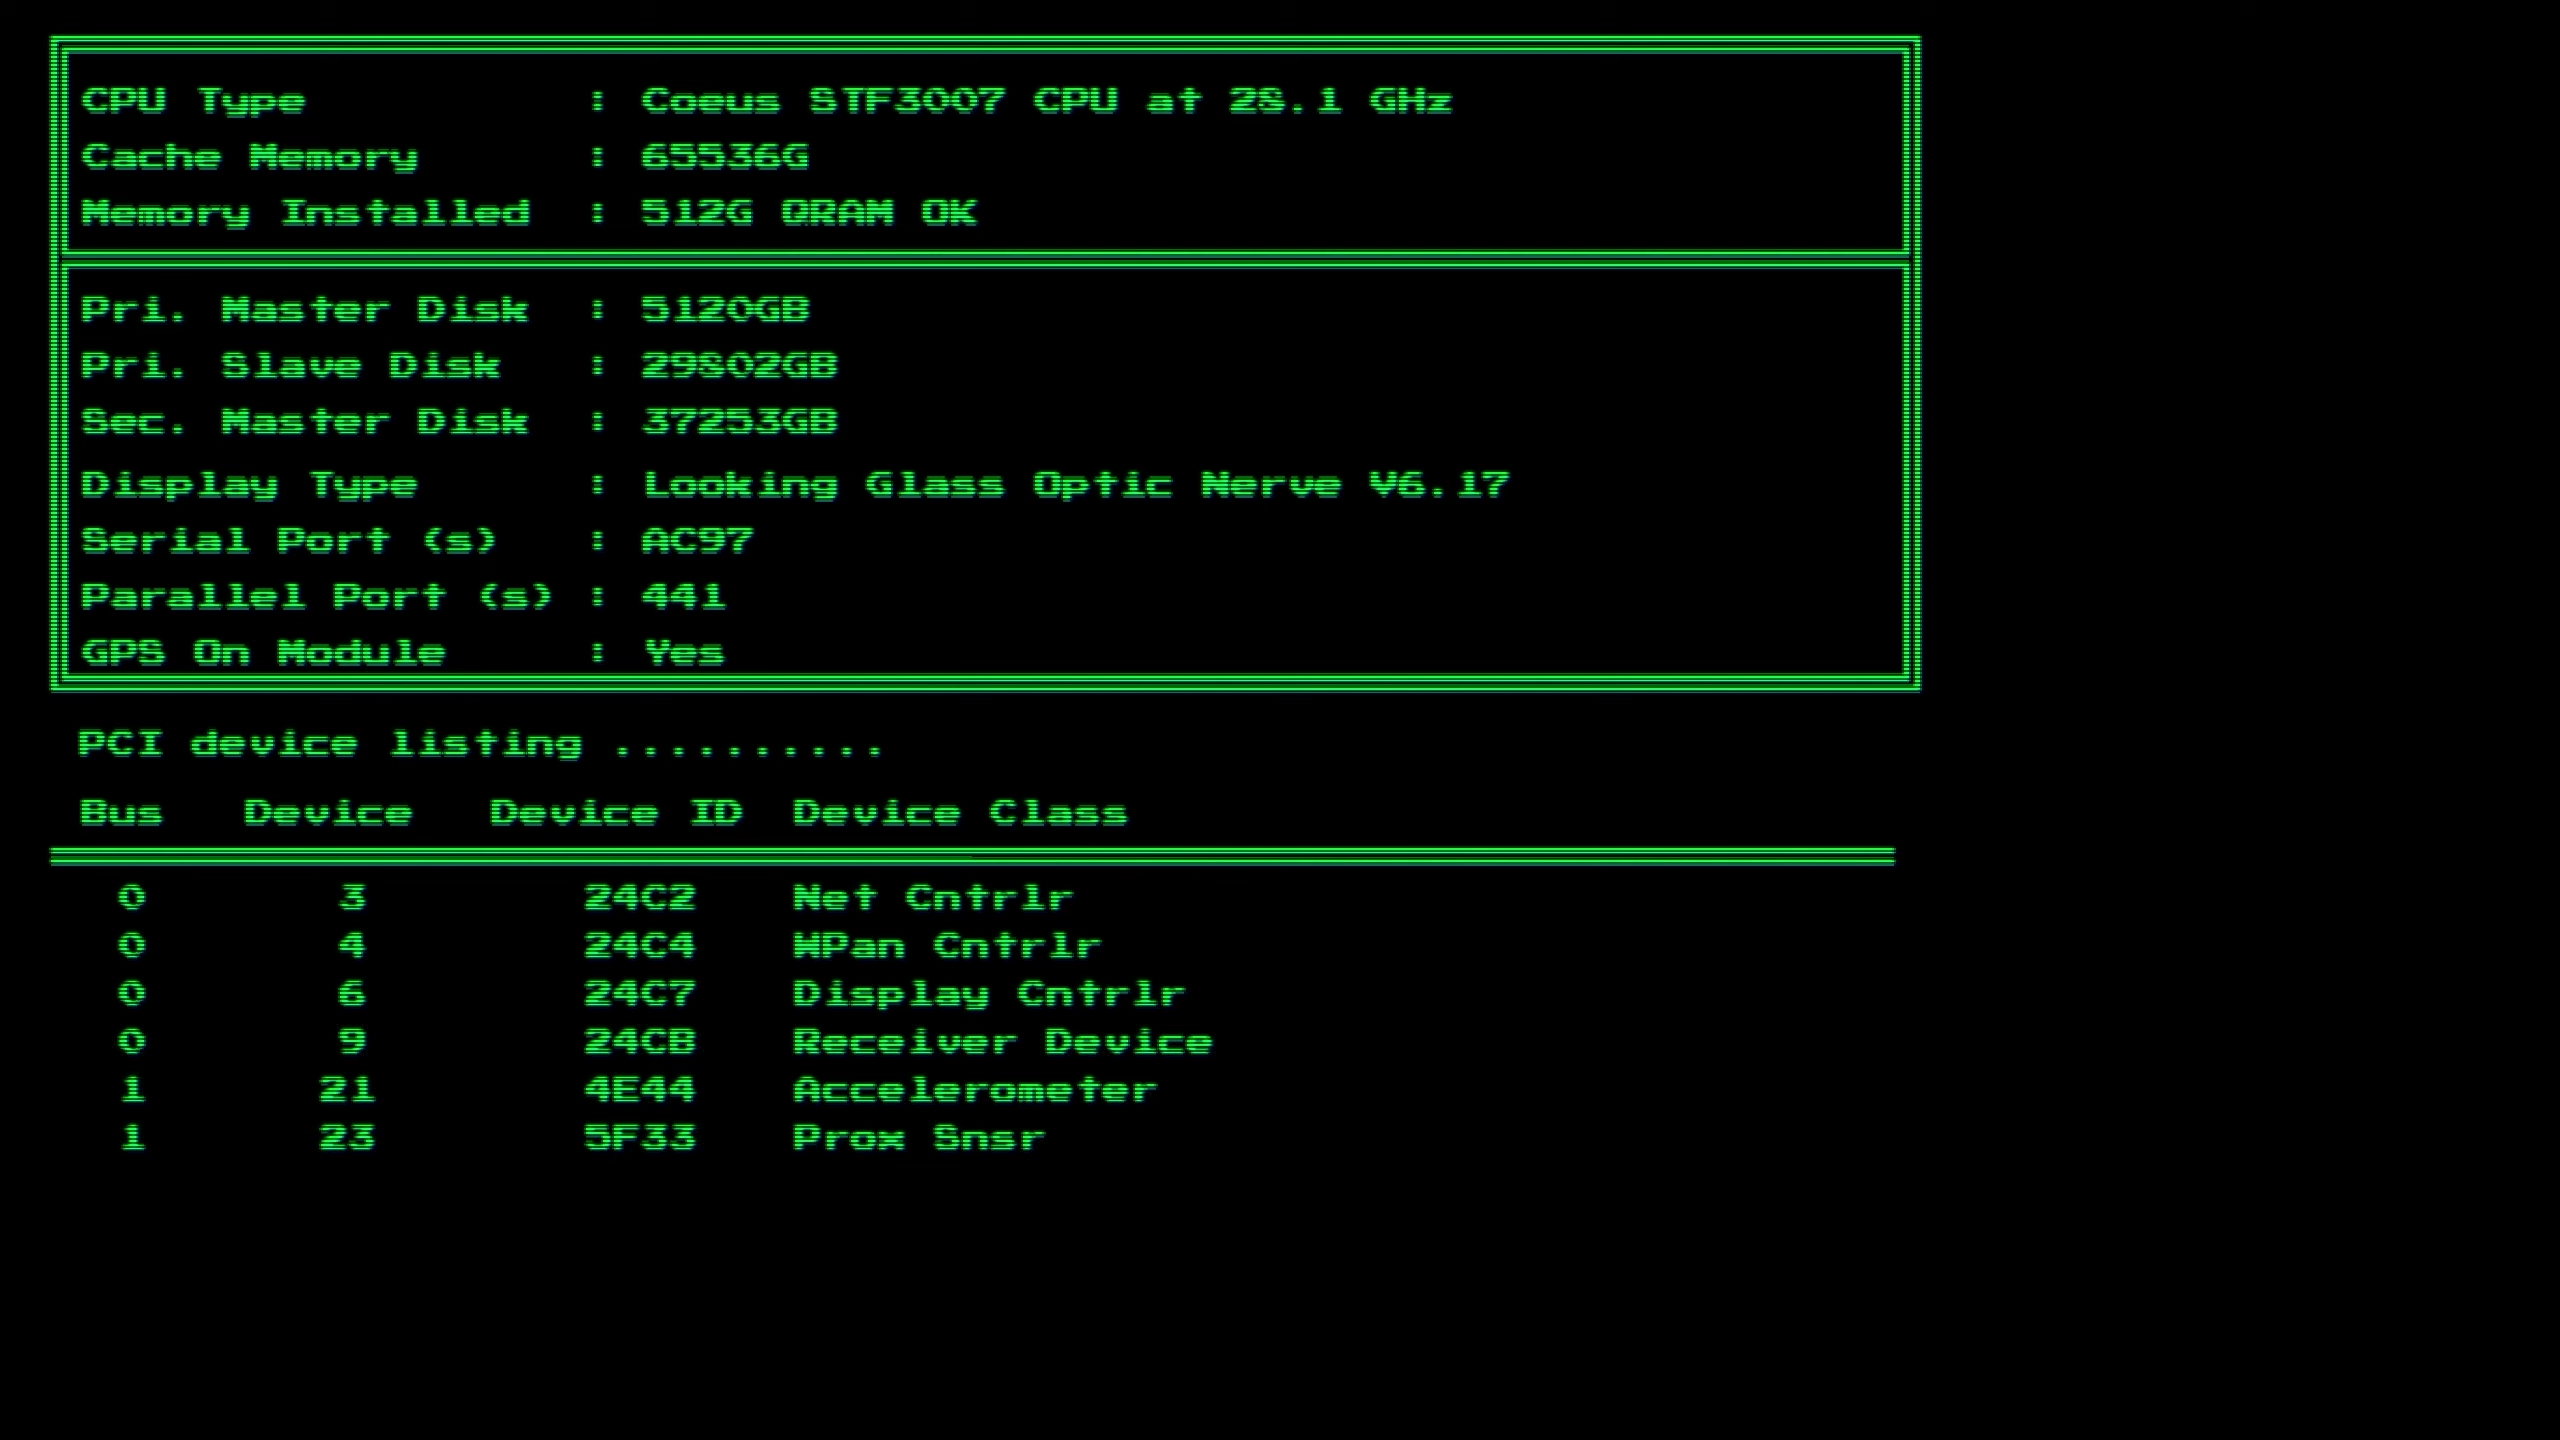 CPU Type : Coeus STF3007 CPU at 28.1 GHz
Cache Memory : 65536G
Memory Installed : 512G QRAM OK
Pri. Master Disk : 5120GB
Pri. Slave Disk : 29802GB
Sec. Master Disk : 37253GB
Display Type : Looking Glass Optic Nerve V6.17
Serial Port (s) : AC97
Parallel Port (s) : 441
GPS On Module : Yes
PCI device listing ..........
Bus Device Device ID Device Class
0 3 24C2 Net Cntrlr
0 4 24C4 WPan Cntrlr
0 6 24C7 Display Cntrlr
0 9 24CB Receiver Device
1 21 4E44 Accelerometer
1 23 5F33 Prox Snsr